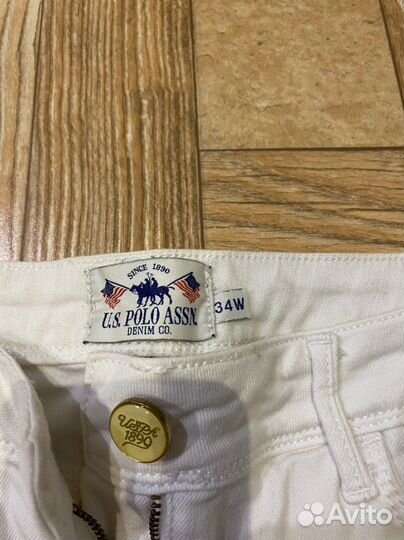 SINCE 1890
U.S. POLO ASSN.
DENIM CO.
34W
USPA
1890
Avito